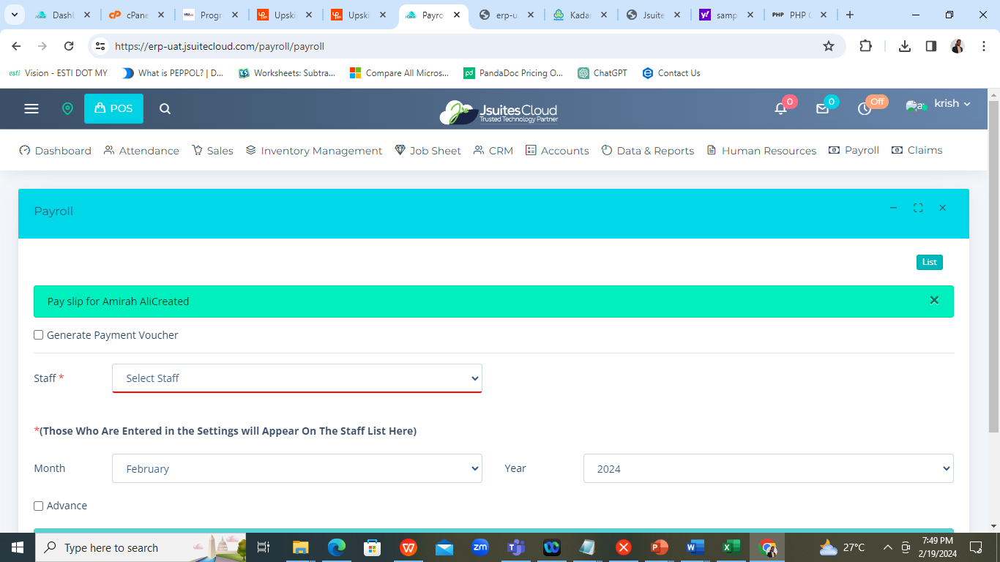 Dashb
cPane
Progr
Upski
Upski
Payro
erp-u
Kadar
Jsuite
samp
PHP
https://erp-uat.jsuitecloud.com/payroll/payroll
esti Vision - ESTI DOT MY
What is PEPPOL? | D...
Worksheets: Subtra...
Compare All Micros...
pd PandaDoc Pricing O...
ChatGPT
Contact Us
POS
JsuitesCloud
Trusted Technology Partner
0
0
Off
krish
Dashboard Attendance Sales Inventory Management Job Sheet CRM Accounts Data & Reports Human Resources Payroll Claims
Payroll
List
Pay slip for Amirah AliCreated
Generate Payment Voucher
Staff *
Select Staff
*(Those Who Are Entered in the Settings will Appear On The Staff List Here)
Month
February
Year
2024
Advance
Type here to search
zm
27°C
7:49 PM
2/19/2024